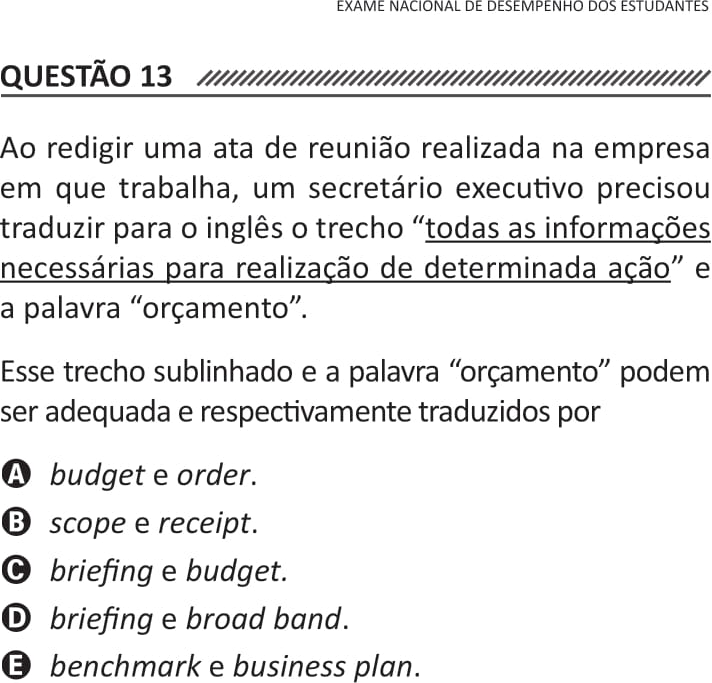 EXAME NACIONAL DE DESEMPENHO DOS ESTUDANTES
QUESTÃO 13
Ao redigir uma ata de reunião realizada na empresa
em que trabalha, um secretário executivo precisou
traduzir para o inglês o trecho “todas as informações
necessárias para realização de determinada ação” e
a palavra “orçamento”.
Esse trecho sublinhado e a palavra “orçamento” podem
ser adequada e respectivamente traduzidos por
A budget e order.
B scope e receipt.
C briefing e budget.
D briefing e broad band.
E benchmark e business plan.